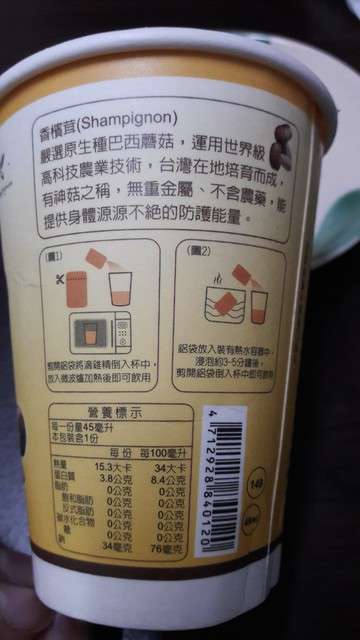 香檳茸(Shampignon)
嚴選原生種巴西蘑菇，運用世界級
高科技農業技術，台灣在地培育而成，
有神菇之稱，無重金屬、不含農藥，能
提供身體源源不絕的防護能量。
(圖1)
剪開鋁袋將滴雞精倒入杯中，
放入微波爐加熱後即可飲用
(圖2)
鋁袋放入裝有熱水容器中，
浸泡約3-5分鐘後，
剪開鋁袋倒入杯中即可飲用
營養標示
每一份量45毫升
本包裝含1份
每份 每100毫升
熱量 15.3大卡 34大卡
蛋白質 3.8公克 8.4公克
脂肪 0公克 0公克
飽和脂肪 0公克 0公克
反式脂肪 0公克 0公克
碳水化合物 0公克 0公克
糖 0公克 0公克
鈉 34毫克 76毫克
4 712928 840120
149